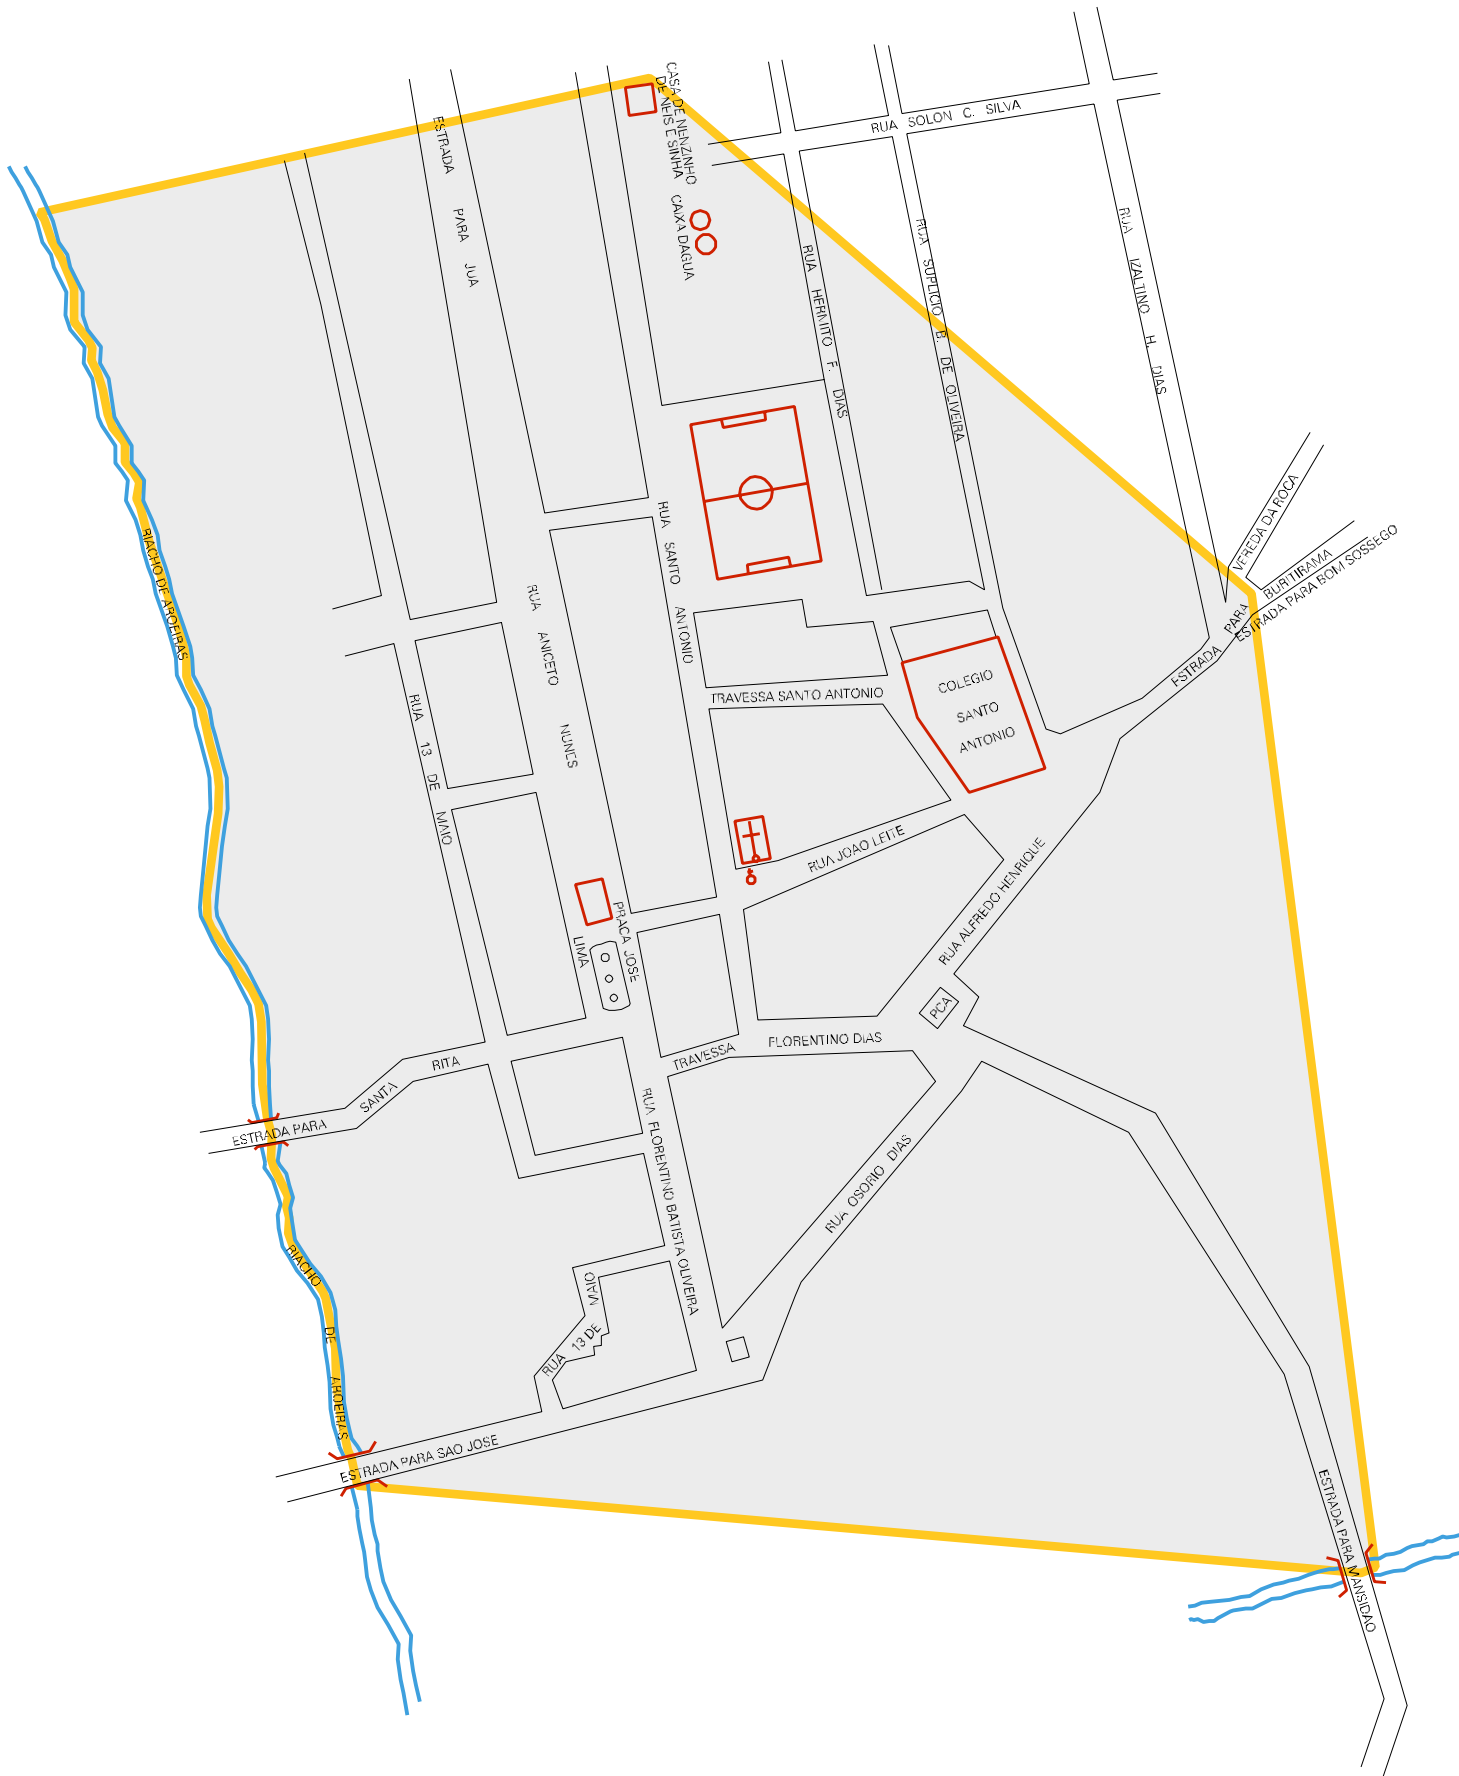 CASA DE NENZINHO
DE NEIS E SINHA
CAIXA DAGUA
ESTRADA PARA JUA
RUA SOLON C. SILVA
RUA HERMITO F. DIAS
RUA SUPLICIO B. DE OLIVEIRA
RUA IZALTINO H. DIAS
VEREDA DA ROCA
BURITIRAMA
ESTRADA PARA BOM SOSSEGO
ESTRADA PARA
RIACHO DE AROEIRAS
RUA SANTO ANTONIO
RUA ANICETO NUNES
RUA 13 DE MAIO
TRAVESSA SANTO ANTONIO
COLEGIO
SANTO
ANTONIO
RUA JOAO LEITE
RUA ALFREDO HENRIQUE
PRACA JOSE
LIMA
PCA
TRAVESSA FLORENTINO DIAS
ESTRADA PARA SANTA RITA
RUA FLORENTINO BATISTA OLIVEIRA
RUA OSORIO DIAS
RIACHO DE AROEIRAS
RUA 13 DE MAIO
ESTRADA PARA SAO JOSE
ESTRADA PARA MANSIDAO